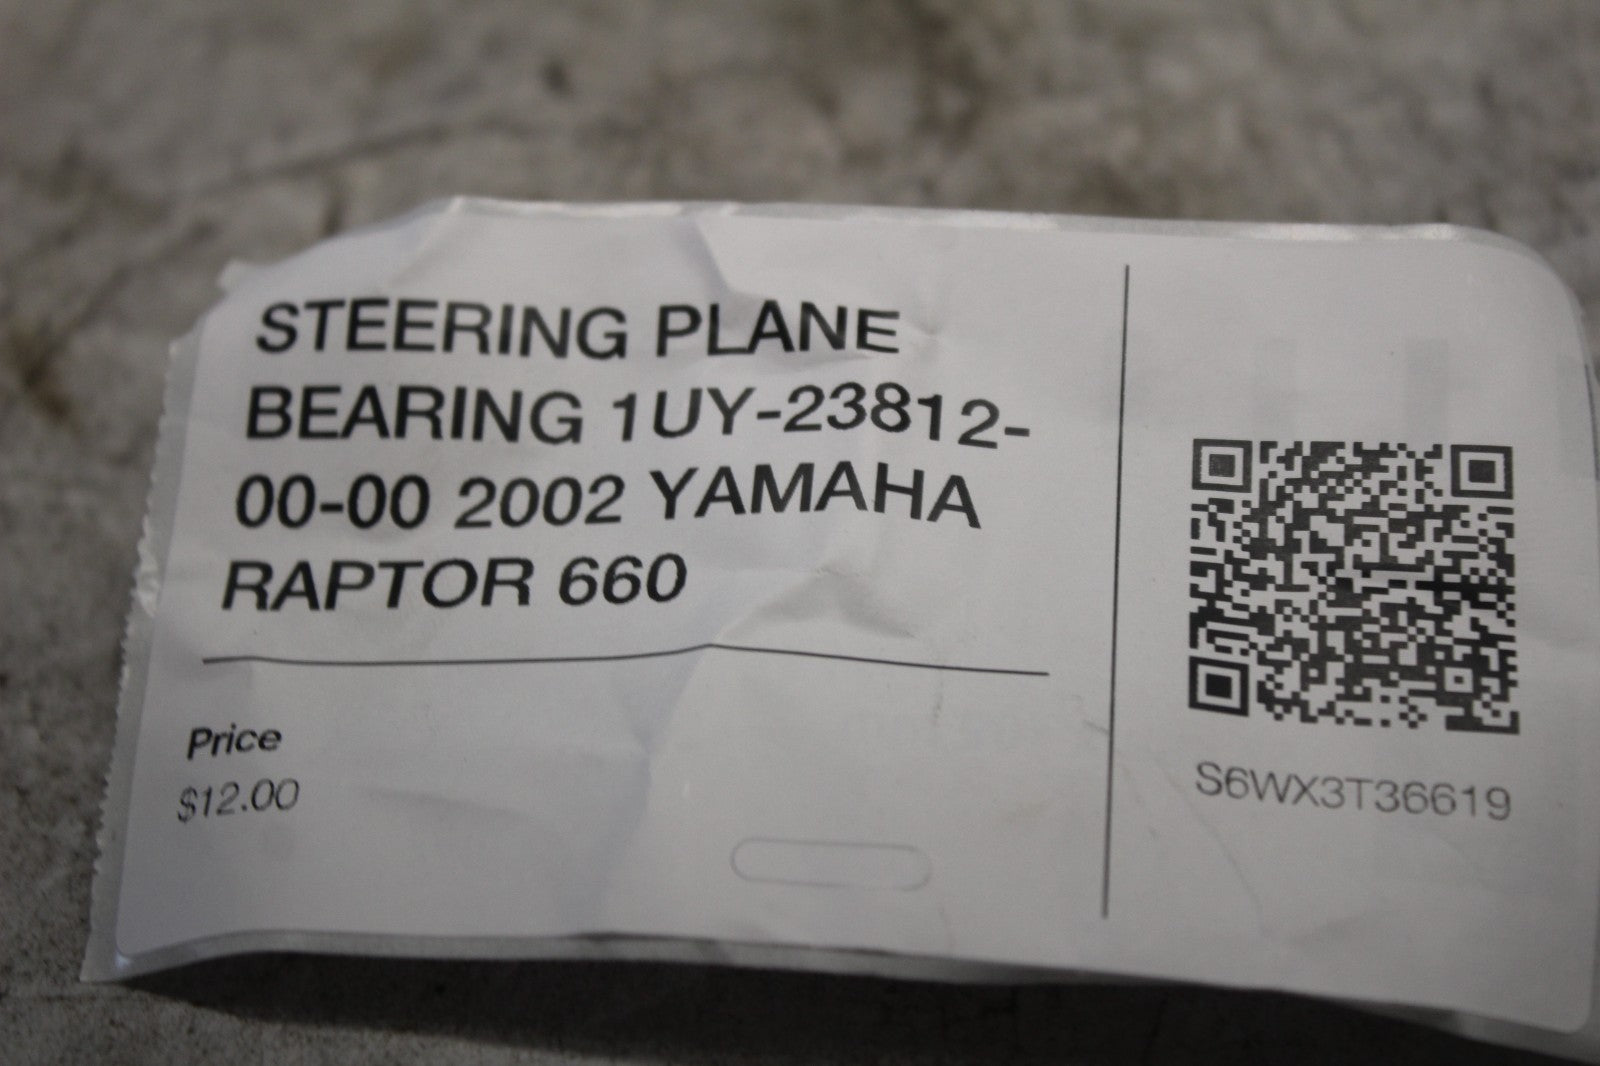 STEERING PLANE
BEARING 1UY-23812-
00-00 2002 YAMAHA
RAPTOR 660
Price
$12.00
S6WX3T36619